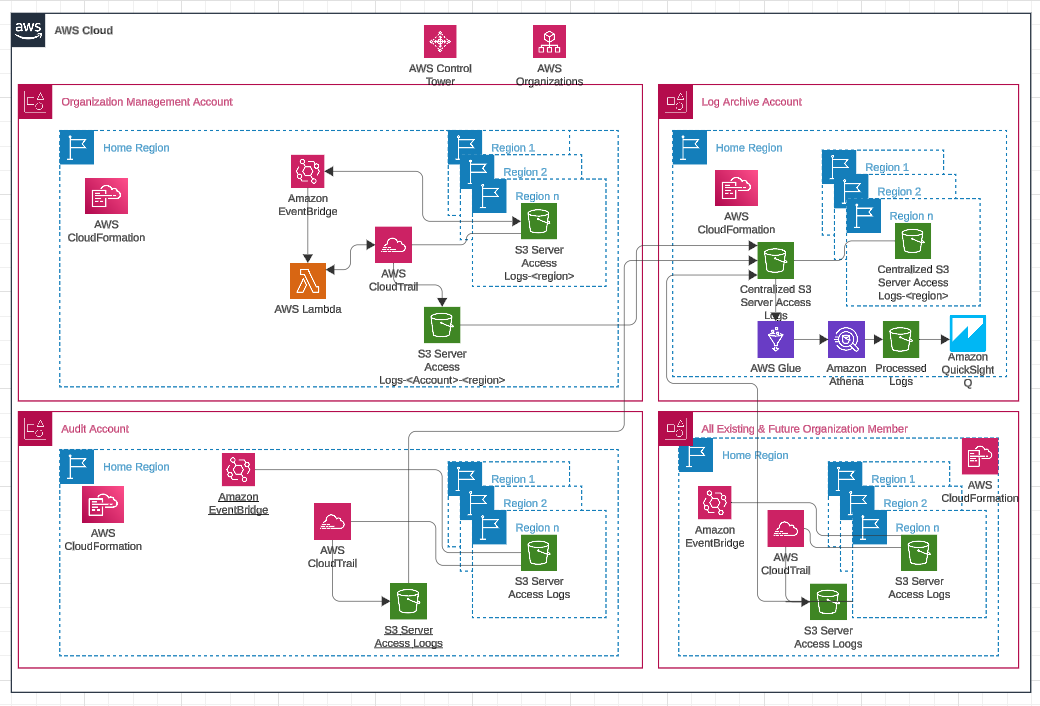 aws
AWS Cloud
AWS Control
Tower
AWS
Organizations
Organization Management Account
Home Region
AWS
CloudFormation
Amazon
EventBridge
AWS Lambda
AWS
CloudTrail
Region 1
Region 2
Region n
S3 Server
Access
Logs-<region>
S3 Server
Access
Logs-<Account>-<region>
Log Archive Account
Home Region
AWS
CloudFormation
Region 1
Region 2
Region n
Centralized S3
Server Access
Logs-<region>
Centralized S3
Server Access
Logs
AWS Glue
Amazon
Athena
Processed
Logs
Amazon
QuickSight
Q
Audit Account
Home Region
AWS
CloudFormation
Amazon
EventBridge
AWS
CloudTrail
Region 1
Region 2
Region n
S3 Server
Access Logs
S3 Server
Access Loogs
All Existing & Future Organization Member
Home Region
AWS
CloudFormation
Amazon
EventBridge
AWS
CloudTrail
Region 1
Region 2
Region n
S3 Server
Access Logs
S3 Server
Access Loogs